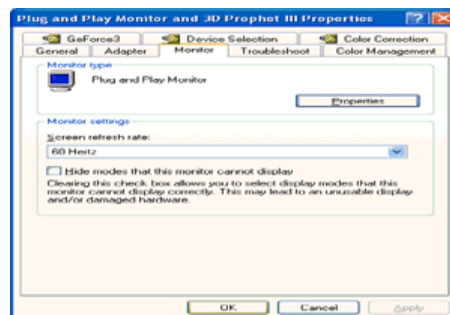 Plug and Play Monitor and 3D Prophet III Properties
GeForce3 Device Selection Color Correction
General Adapter Monitor Troubleshoot Color Management
Monitor type
Plug and Play Monitor
Properties
Monitor settings
Screen refresh rate:
60 Hertz
Hide modes that this monitor cannot display
Clearing this check box allows you to select display modes that this
monitor cannot display correctly. This may lead to an unusable display
and/or damaged hardware.
OK Cancel Apply